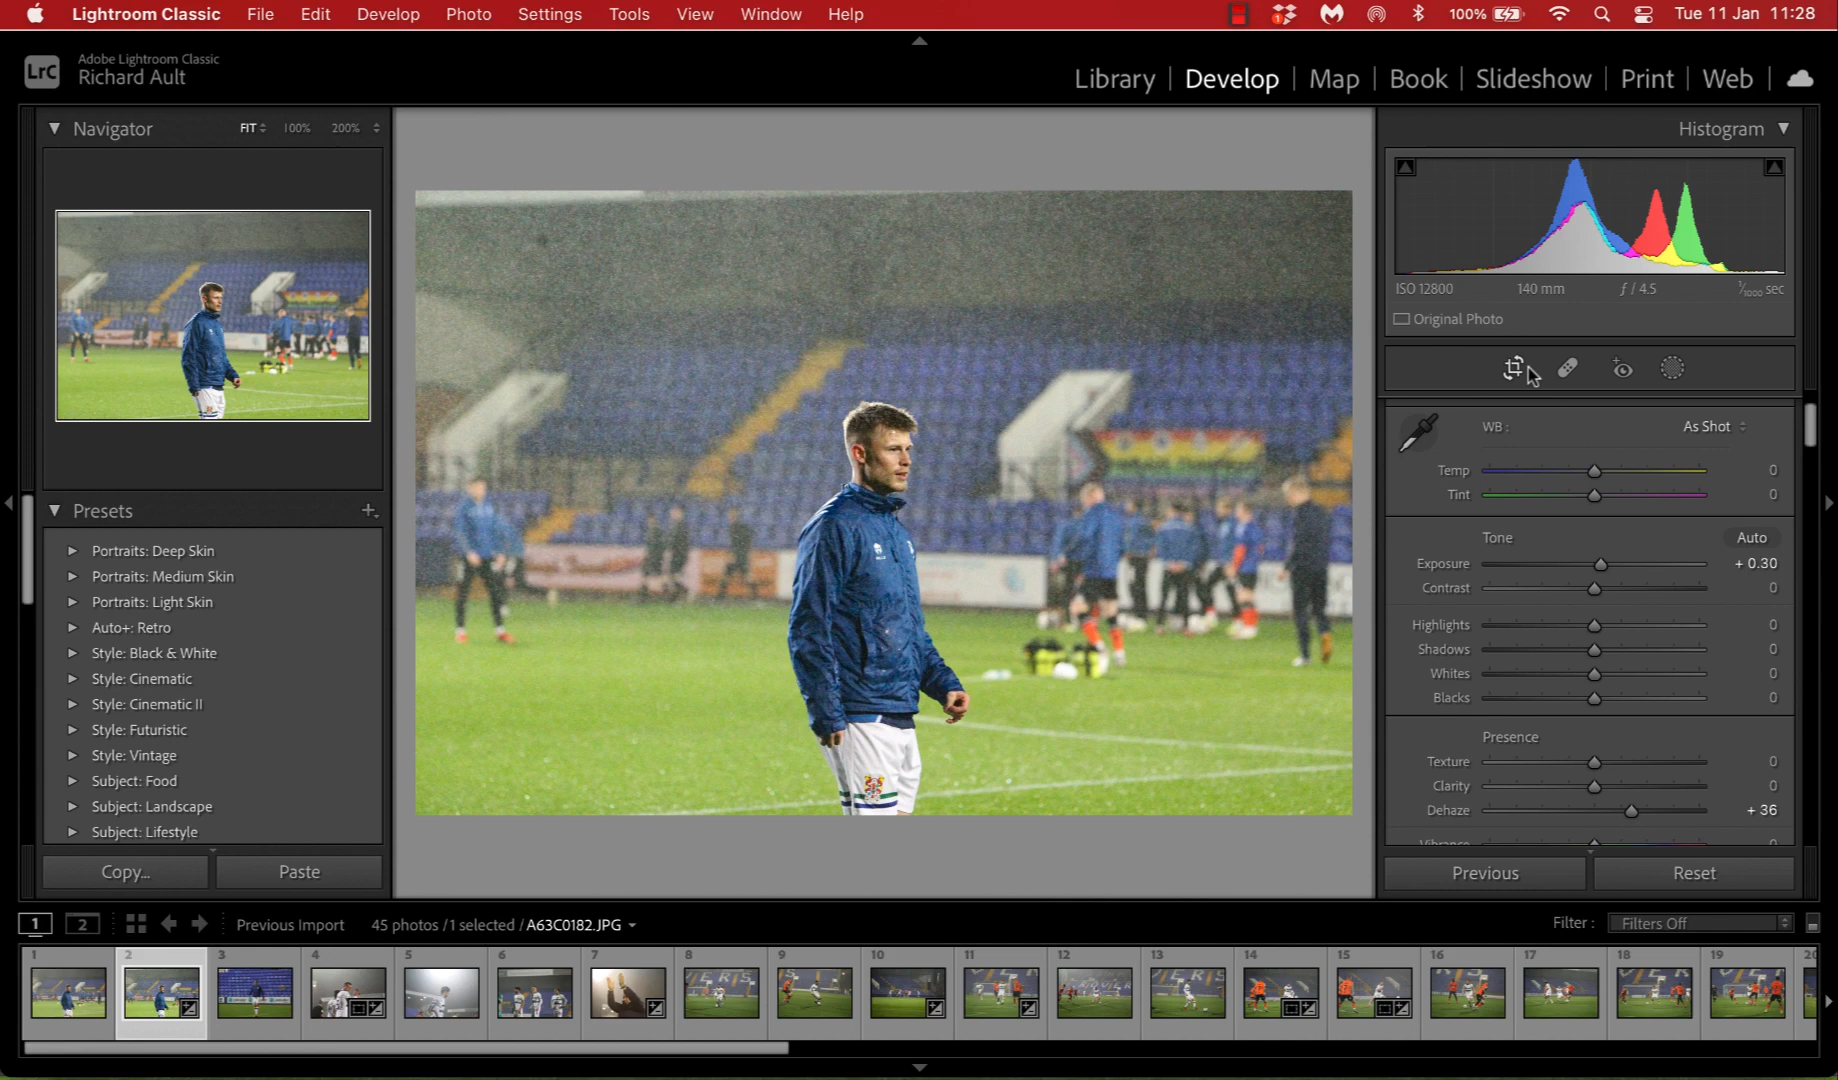 Lightroom Classic File Edit Develop Photo Settings Tools View Window Help 1 100% Tue 11 Jan 11:28
LrC Adobe Lightroom Classic
Richard Ault
Library | Develop | Map | Book | Slideshow | Print | Web |
Navigator FIT 100% 200%
Histogram
ISO 12800 140 mm ƒ / 4.5 1/1000 sec
Original Photo
WB : As Shot
Temp 0
Tint 0
Tone Auto
Exposure + 0.30
Contrast 0
Highlights 0
Shadows 0
Whites 0
Blacks 0
Presence
Texture 0
Clarity 0
Dehaze + 36
Vibrance 0
Presets +
Portraits: Deep Skin
Portraits: Medium Skin
Portraits: Light Skin
Auto+: Retro
Style: Black & White
Style: Cinematic
Style: Cinematic II
Style: Futuristic
Style: Vintage
Subject: Food
Subject: Landscape
Subject: Lifestyle
Copy... Paste
Previous Reset
1 2 Previous Import 45 photos / 1 selected / A63C0182.JPG Filter : Filters Off
1 2 3 4 5 6 7 8 9 10 11 12 13 14 15 16 17 18 19 20